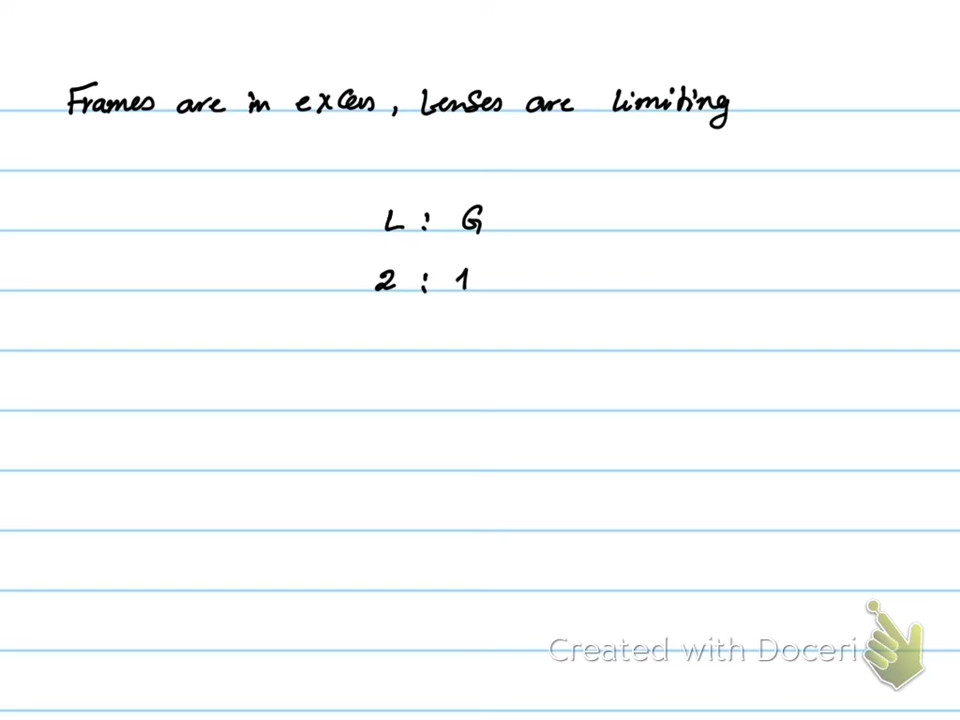 Frames are in excess, Lenses are limiting
L : G
2 : 1
Created with Doceri